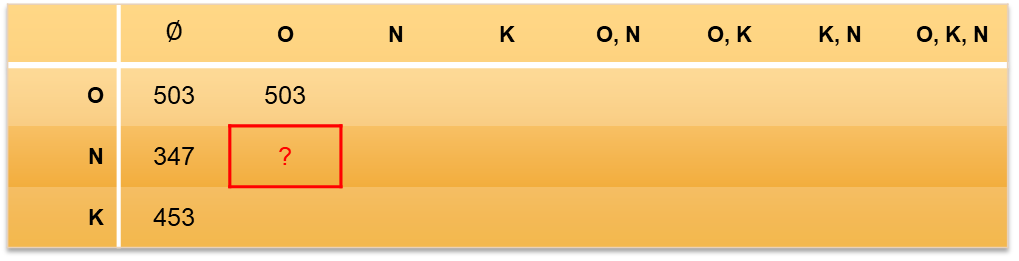 Ø O N K O, N O, K K, N O, K, N
O 503 503
N 347 ?
K 453